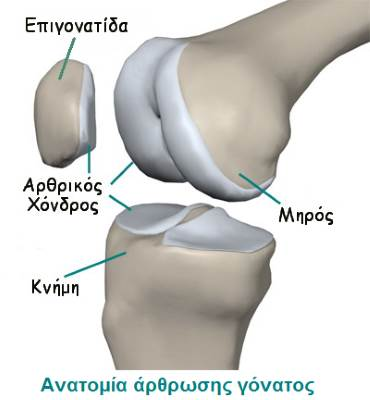 Επιγονατίδα
Αρθρικός
Χόνδρος
Μηρός
Κνήμη
Ανατομία άρθρωσης γόνατος